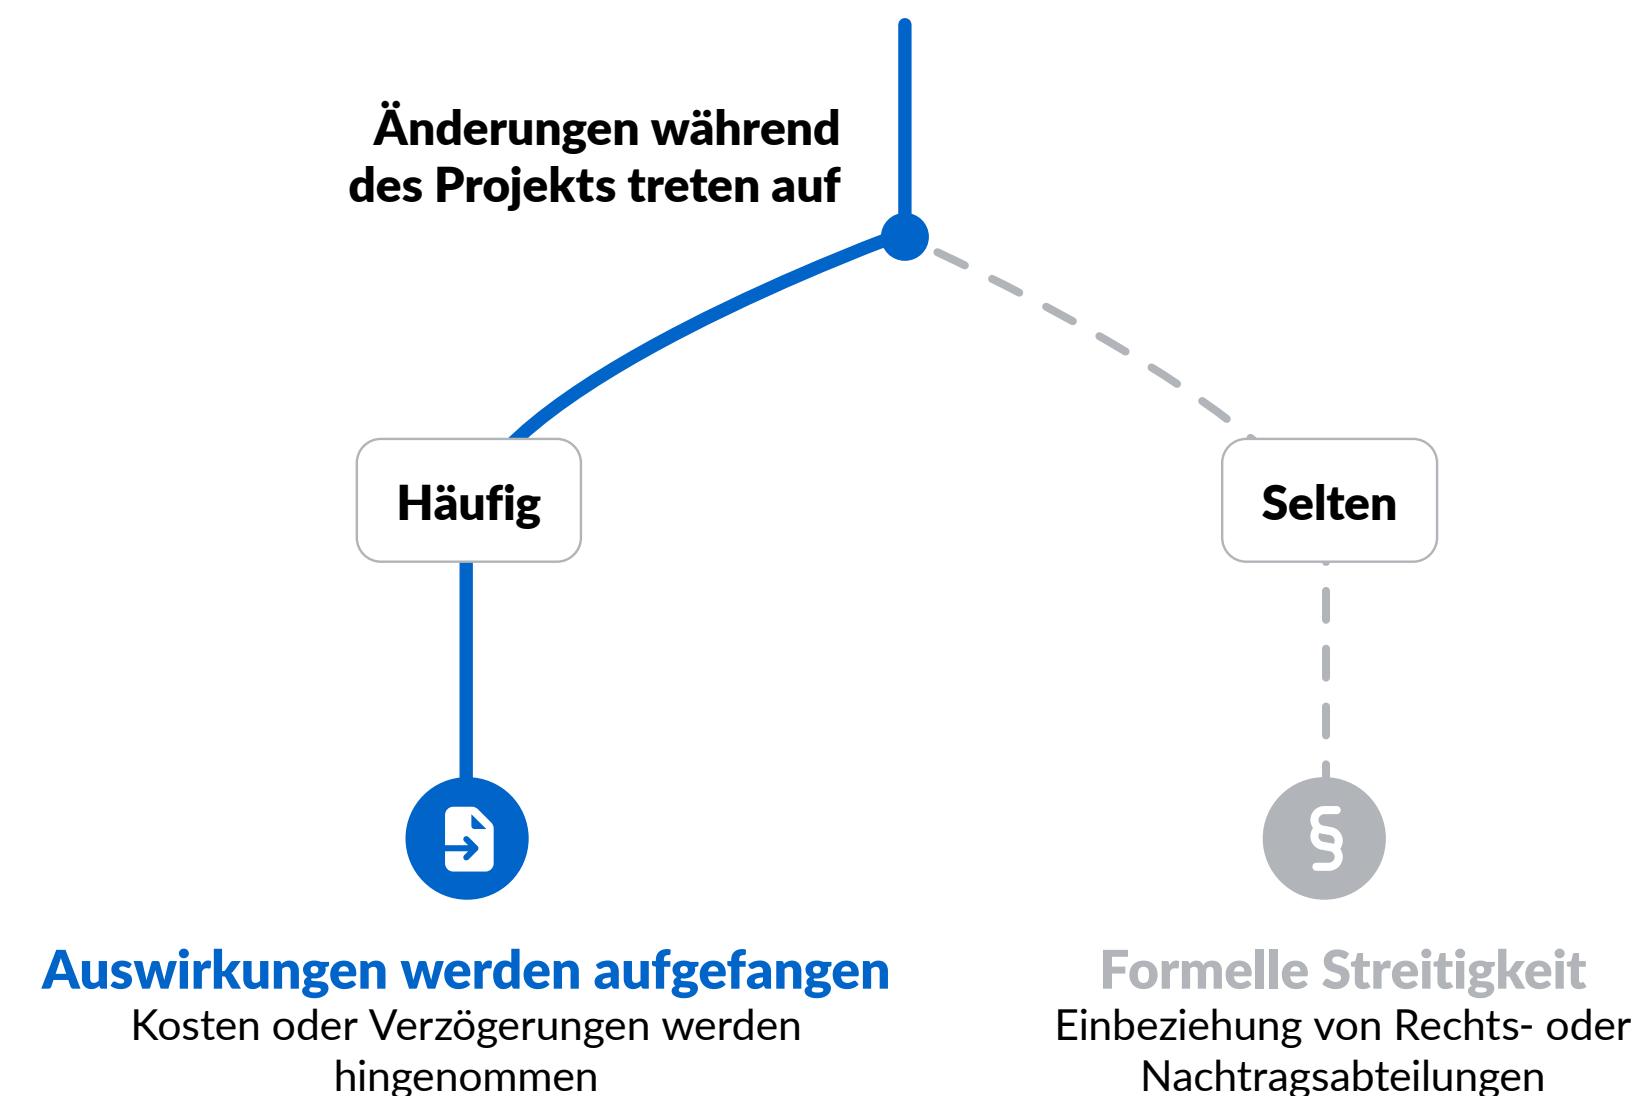 Änderungen während
des Projekts treten auf
Häufig
Selten
§
Auswirkungen werden aufgefangen
Kosten oder Verzögerungen werden
hingenommen
Formelle Streitigkeit
Einbeziehung von Rechts- oder
Nachtragsabteilungen